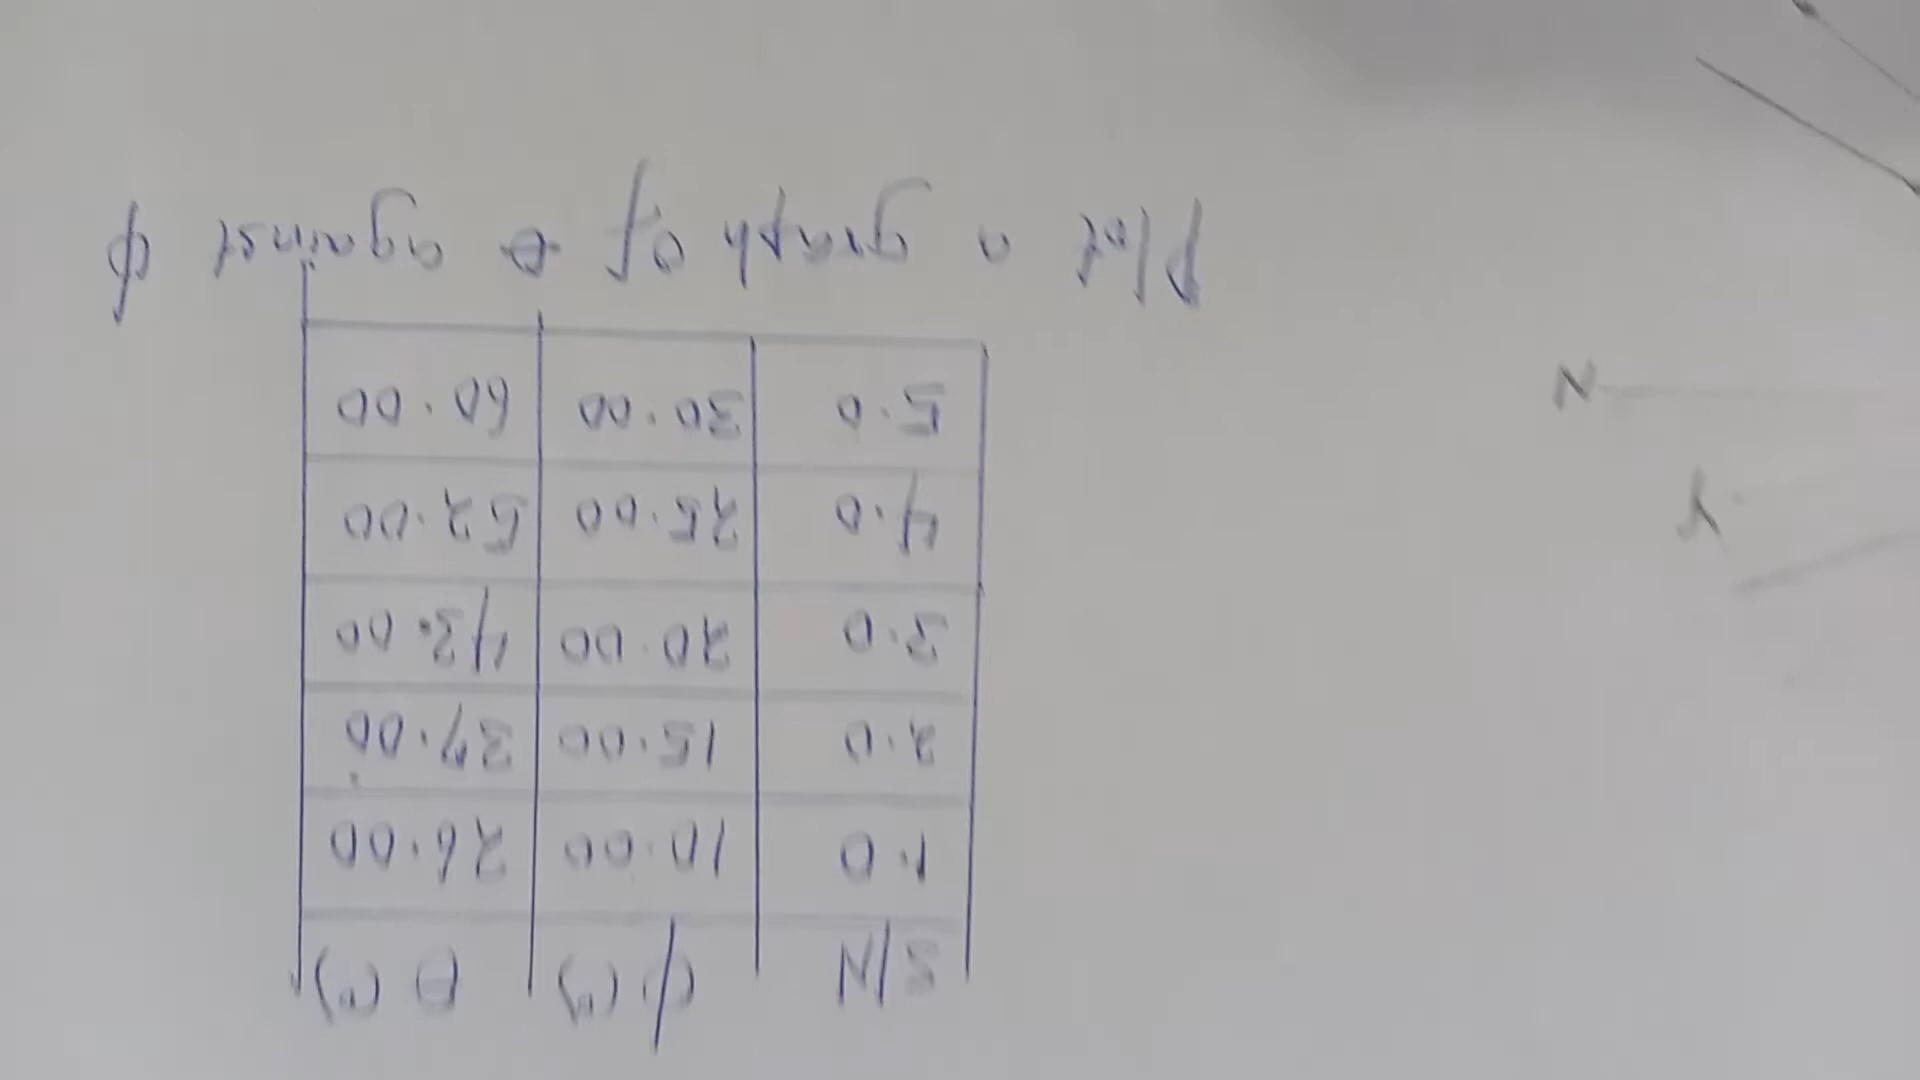 S/N ϕ(°) θ(°)
1.0 10.00 26.00
2.0 15.00 37.00
3.0 20.00 43.00
4.0 25.00 52.00
5.0 30.00 60.00
Plot a graph of θ against ϕ
N
Y